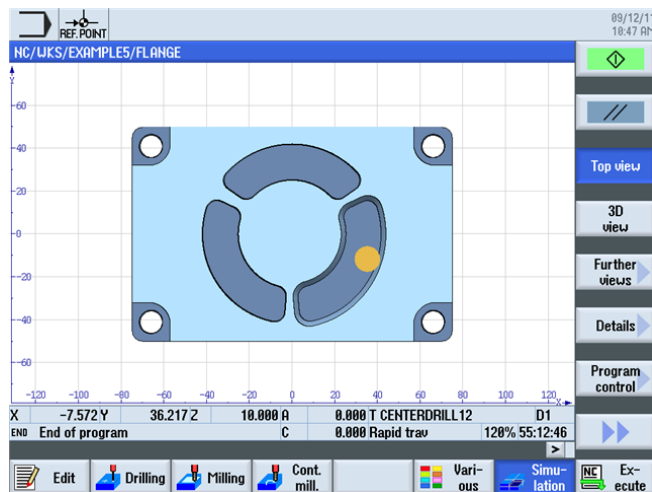 REF.POINT
09/12/1
10:47 AM
NC/WKS/EXAMPLE5/FLANGE
Top view
3D
view
Further
views
Details
Program
control
Y
60
40
20
0
-20
-40
-60
-120 -100 -80 -60 -40 -20 0 20 40 60 80 100 120
X -7.572 Y 36.217 Z 10.000 A 0.000 T CENTERDRILL12 D1
END End of program C 0.000 Rapid trav 120% 55:12:46
>
Edit
Drilling
Milling
Cont.
mill.
Vari-
ous
Simu-
lation
NC
Ex-
ecute